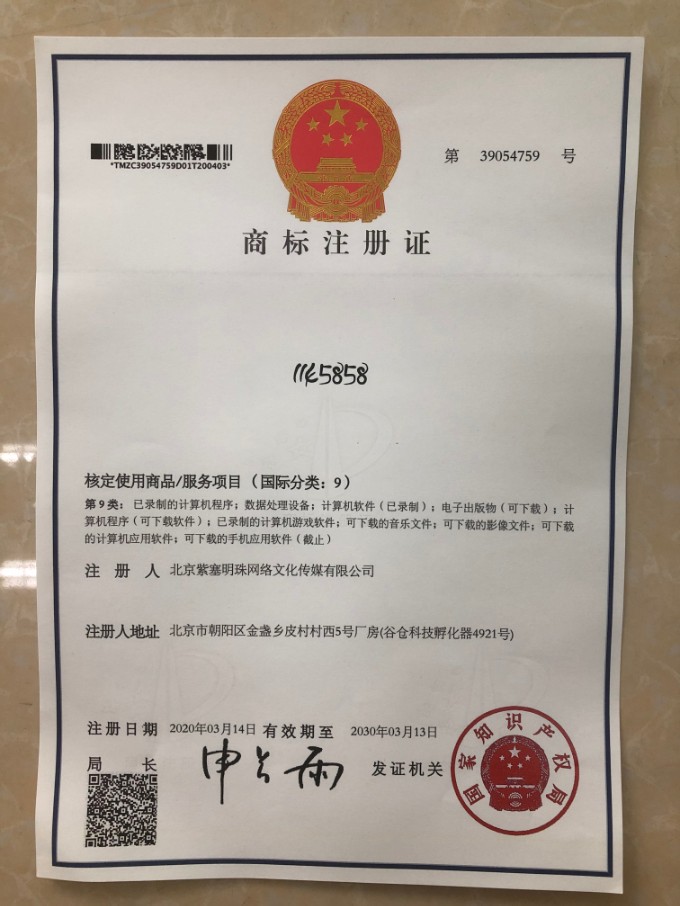 *TMZC39054759D01T200403*
第 39054759 号
商标注册证
1145858
核定使用商品/服务项目（国际分类：9）
第9类：已录制的计算机程序；数据处理设备；计算机软件（已录制）；电子出版物（可下载）；计
算机程序（可下载软件）；已录制的计算机游戏软件；可下载的音乐文件；可下载的影像文件；可下载
的计算机应用软件；可下载的手机应用软件（截止）
注 册 人 北京紫塞明珠网络文化传媒有限公司
注册人地址 北京市朝阳区金盏乡皮村村西5号厂房(谷仓科技孵化器4921号)
注册日期 2020年03月14日 有效期至 2030年03月13日
局 长 申长雨 发证机关
国家知识产权局